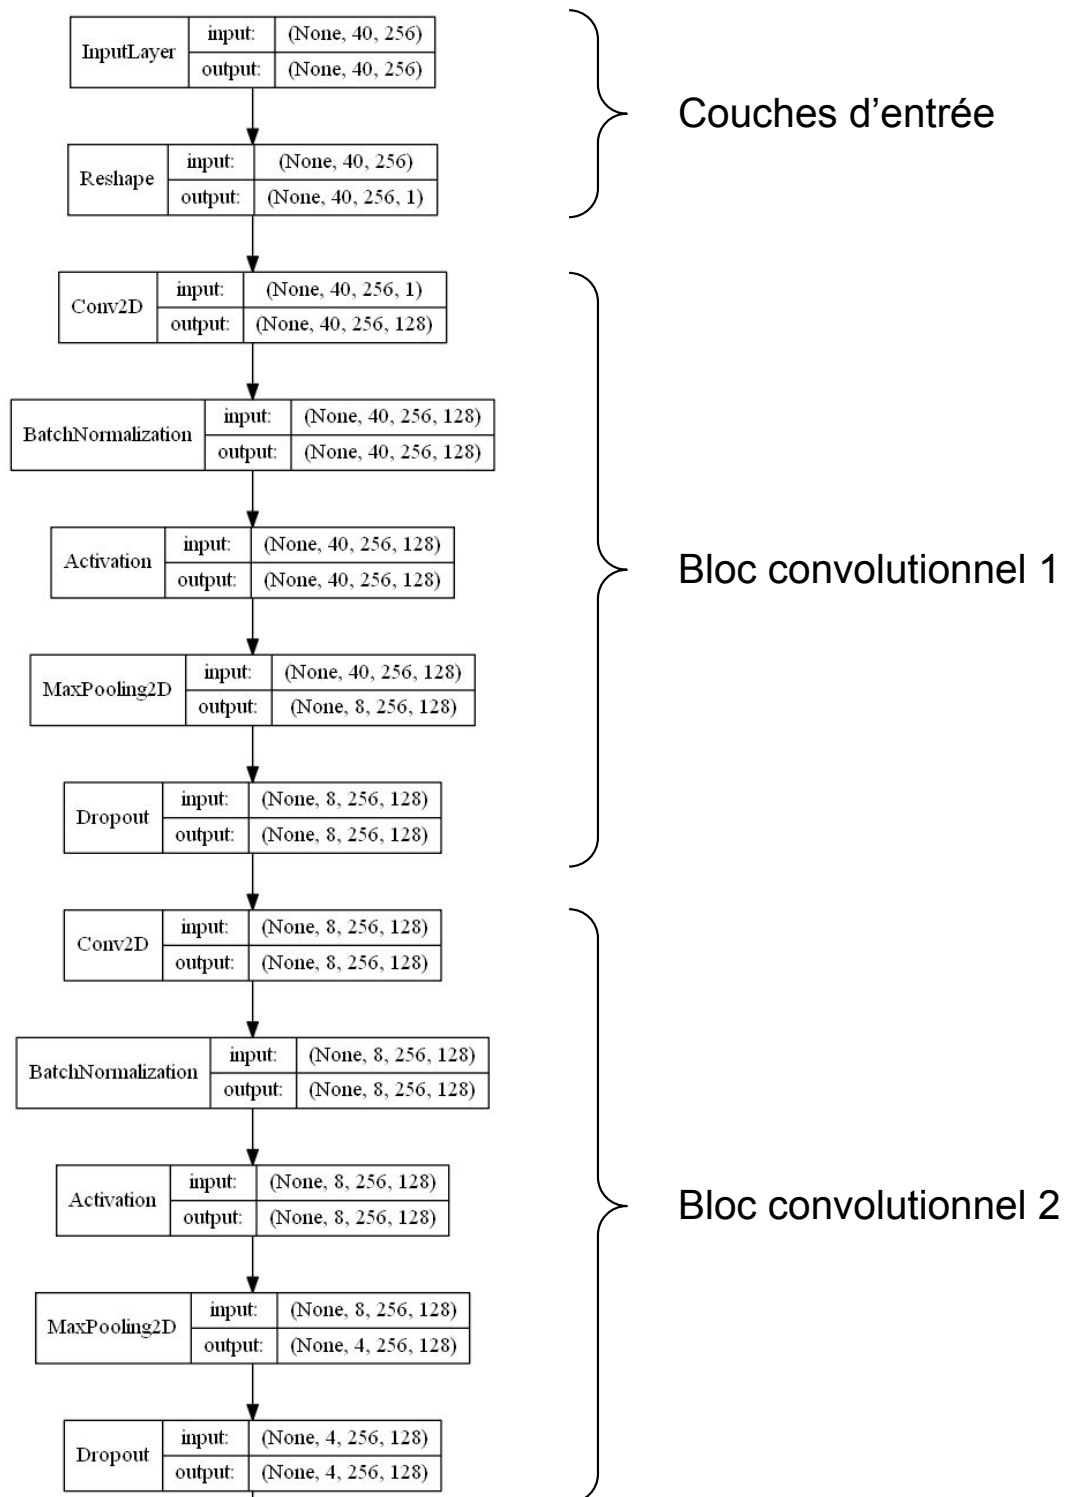 InputLayer
input: (None, 40, 256)
output: (None, 40, 256)
Couches d'entrée
Reshape
input: (None, 40, 256)
output: (None, 40, 256, 1)
Conv2D
input: (None, 40, 256, 1)
output: (None, 40, 256, 128)
BatchNormalization
input: (None, 40, 256, 128)
output: (None, 40, 256, 128)
Activation
input: (None, 40, 256, 128)
output: (None, 40, 256, 128)
Bloc convolutionnel 1
MaxPooling2D
input: (None, 40, 256, 128)
output: (None, 8, 256, 128)
Dropout
input: (None, 8, 256, 128)
output: (None, 8, 256, 128)
Conv2D
input: (None, 8, 256, 128)
output: (None, 8, 256, 128)
BatchNormalization
input: (None, 8, 256, 128)
output: (None, 8, 256, 128)
Activation
input: (None, 8, 256, 128)
output: (None, 8, 256, 128)
Bloc convolutionnel 2
MaxPooling2D
input: (None, 8, 256, 128)
output: (None, 4, 256, 128)
Dropout
input: (None, 4, 256, 128)
output: (None, 4, 256, 128)